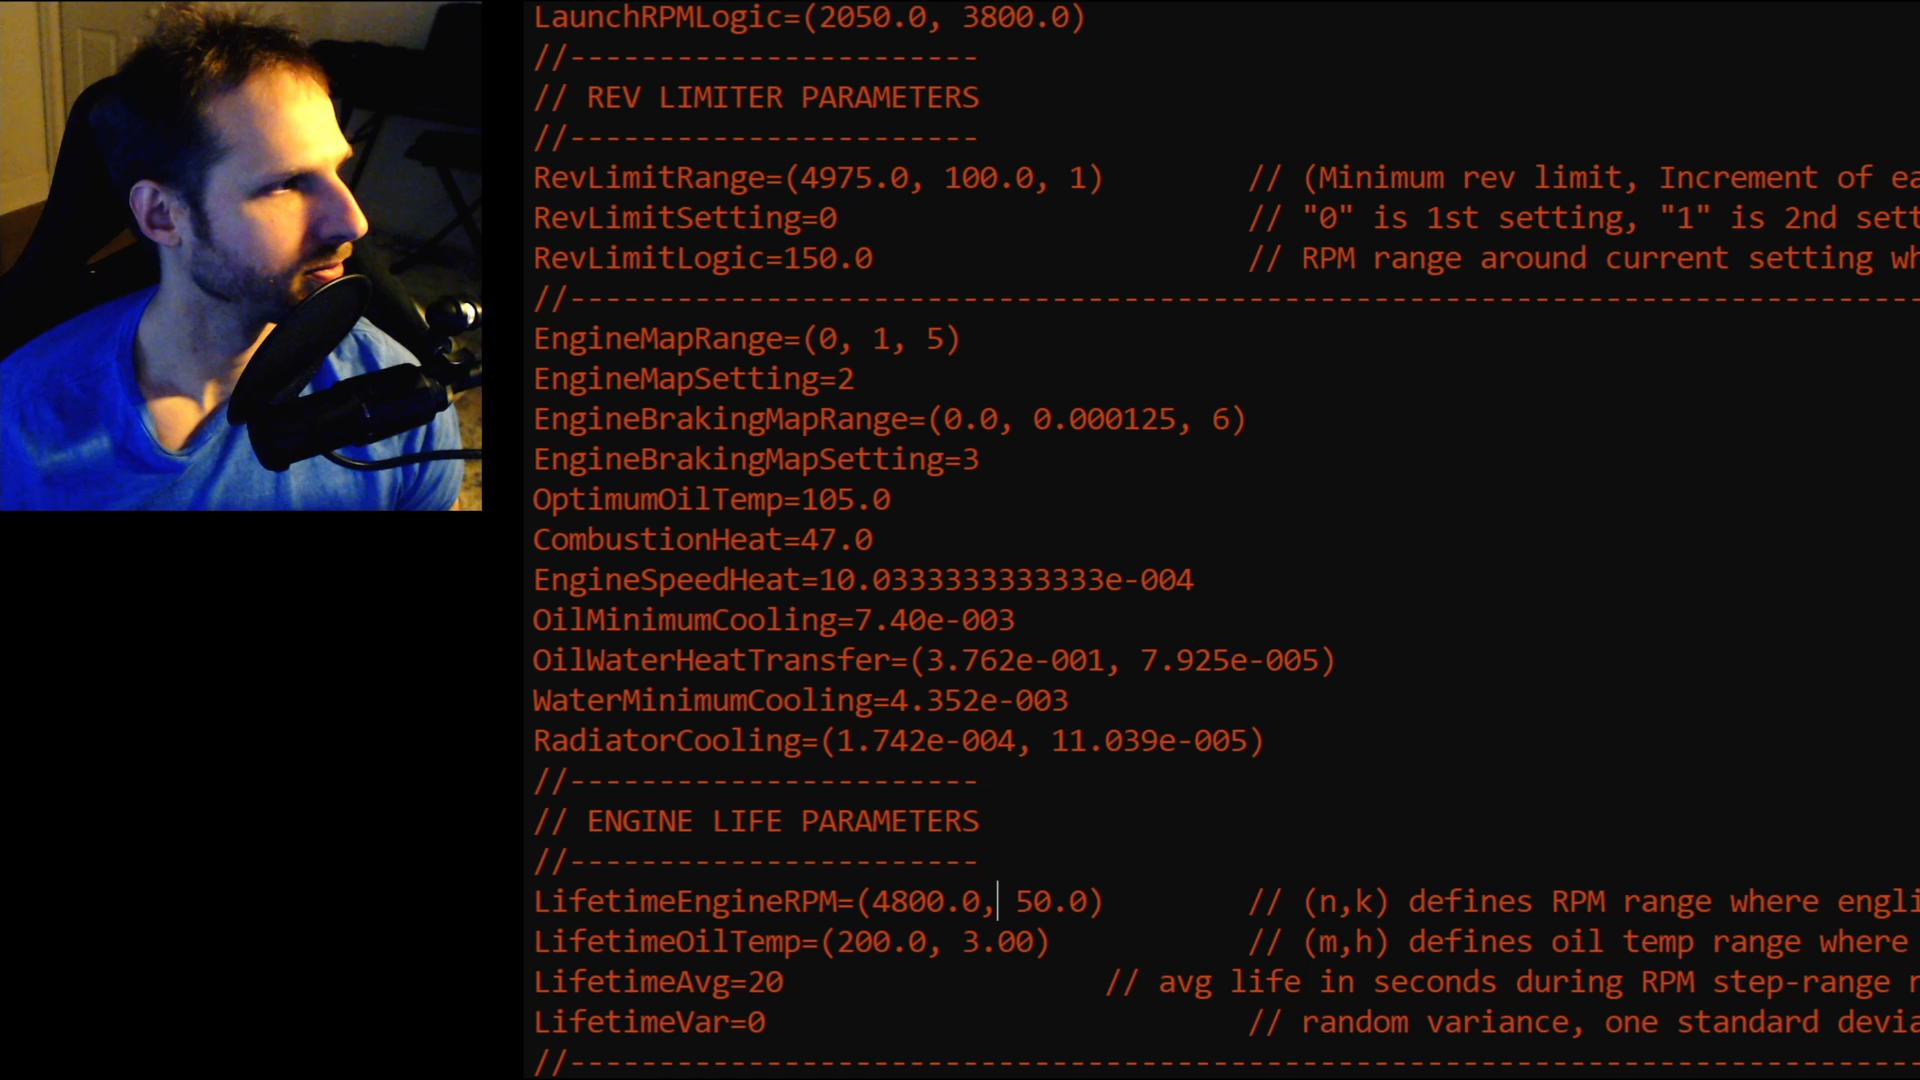 LaunchRPMLogic=(2050.0, 3800.0)
//-----------------------
// REV LIMITER PARAMETERS
//-----------------------
RevLimitRange=(4975.0, 100.0, 1) // (Minimum rev limit, Increment of ea
RevLimitSetting=0 // "0" is 1st setting, "1" is 2nd sett
RevLimitLogic=150.0 // RPM range around current setting wh
//----------------------------------------------------------------------------
EngineMapRange=(0, 1, 5)
EngineMapSetting=2
EngineBrakingMapRange=(0.0, 0.000125, 6)
EngineBrakingMapSetting=3
OptimumOilTemp=105.0
CombustionHeat=47.0
EngineSpeedHeat=10.0333333333333e-004
OilMinimumCooling=7.40e-003
OilWaterHeatTransfer=(3.762e-001, 7.925e-005)
WaterMinimumCooling=4.352e-003
RadiatorCooling=(1.742e-004, 11.039e-005)
//-----------------------
// ENGINE LIFE PARAMETERS
//-----------------------
LifetimeEngineRPM=(4800.0, 50.0) // (n,k) defines RPM range where engli
LifetimeOilTemp=(200.0, 3.00) // (m,h) defines oil temp range where
LifetimeAvg=20 // avg life in seconds during RPM step-range r
LifetimeVar=0 // random variance, one standard devia
//----------------------------------------------------------------------------